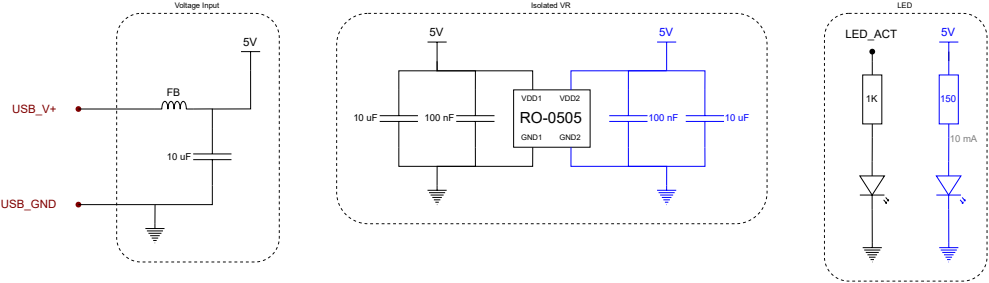 Voltage Input
5V
FB
USB_V+
10 uF
USB_GND
Isolated VR
5V
5V
VDD1
VDD2
10 uF
100 nF
RO-0505
100 nF
10 uF
GND1
GND2
LED
LED_ACT
5V
1K
150
10 mA